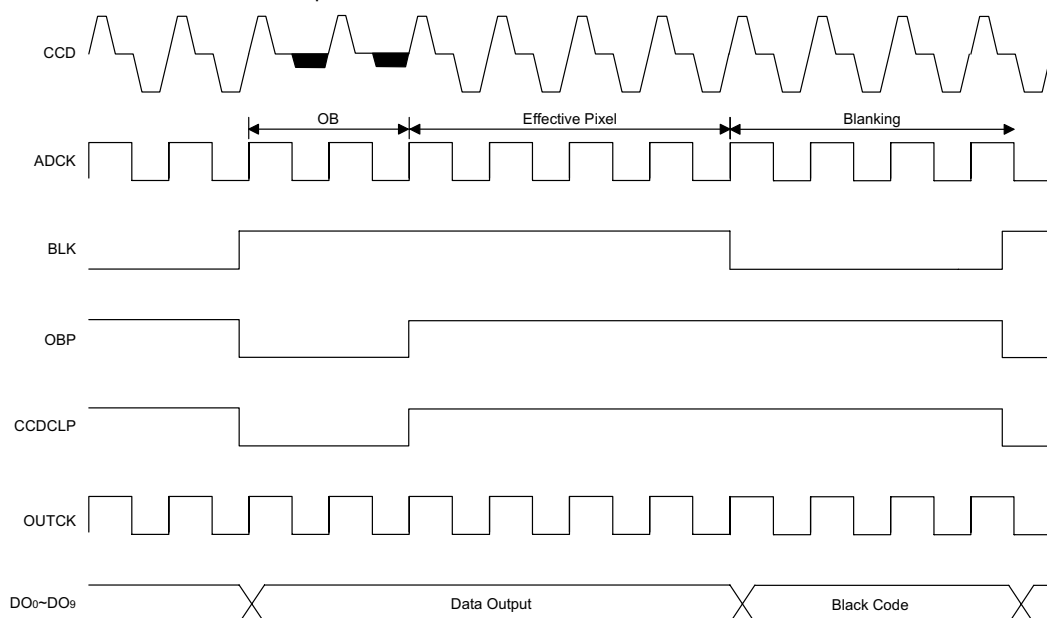 CCD
OB Effective Pixel Blanking
ADCK
BLK
OBP
CCDCLP
OUTCK
DO0~DO9 Data Output Black Code